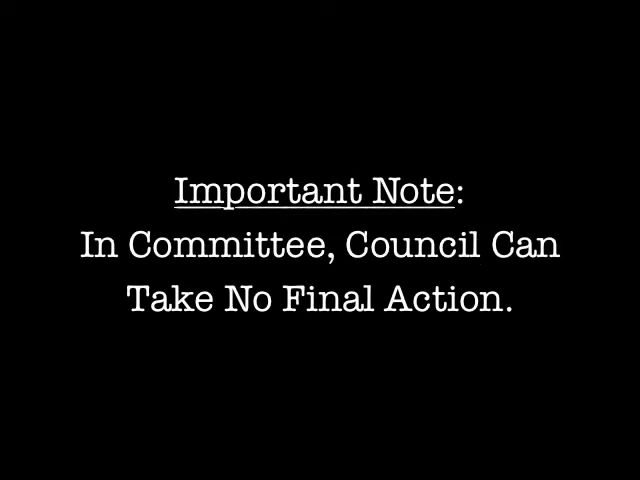 Important Note:
In Committee, Council Can
Take No Final Action.